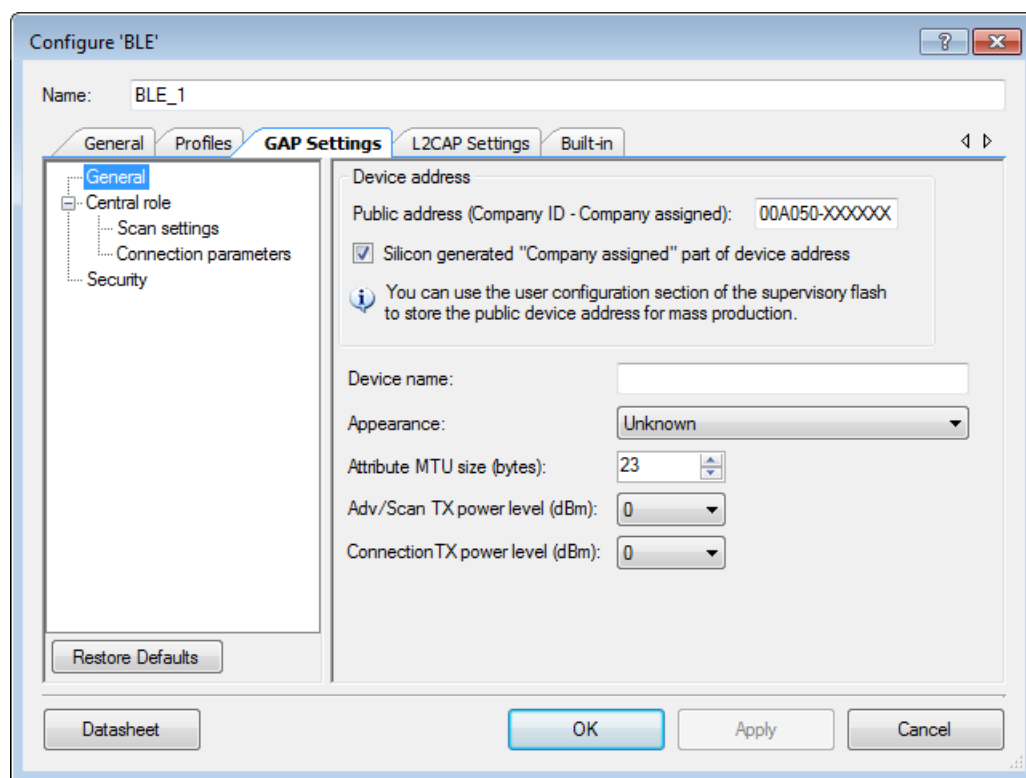 Configure 'BLE'
Name: BLE_1
General Profiles GAP Settings L2CAP Settings Built-in
General
Central role
Scan settings
Connection parameters
Security
Restore Defaults
Device address
Public address (Company ID - Company assigned): 00A050-XXXXXX
Silicon generated "Company assigned" part of device address
You can use the user configuration section of the supervisory flash
to store the public device address for mass production.
Device name:
Appearance: Unknown
Attribute MTU size (bytes): 23
Adv/Scan TX power level (dBm): 0
Connection TX power level (dBm): 0
Datasheet OK Apply Cancel